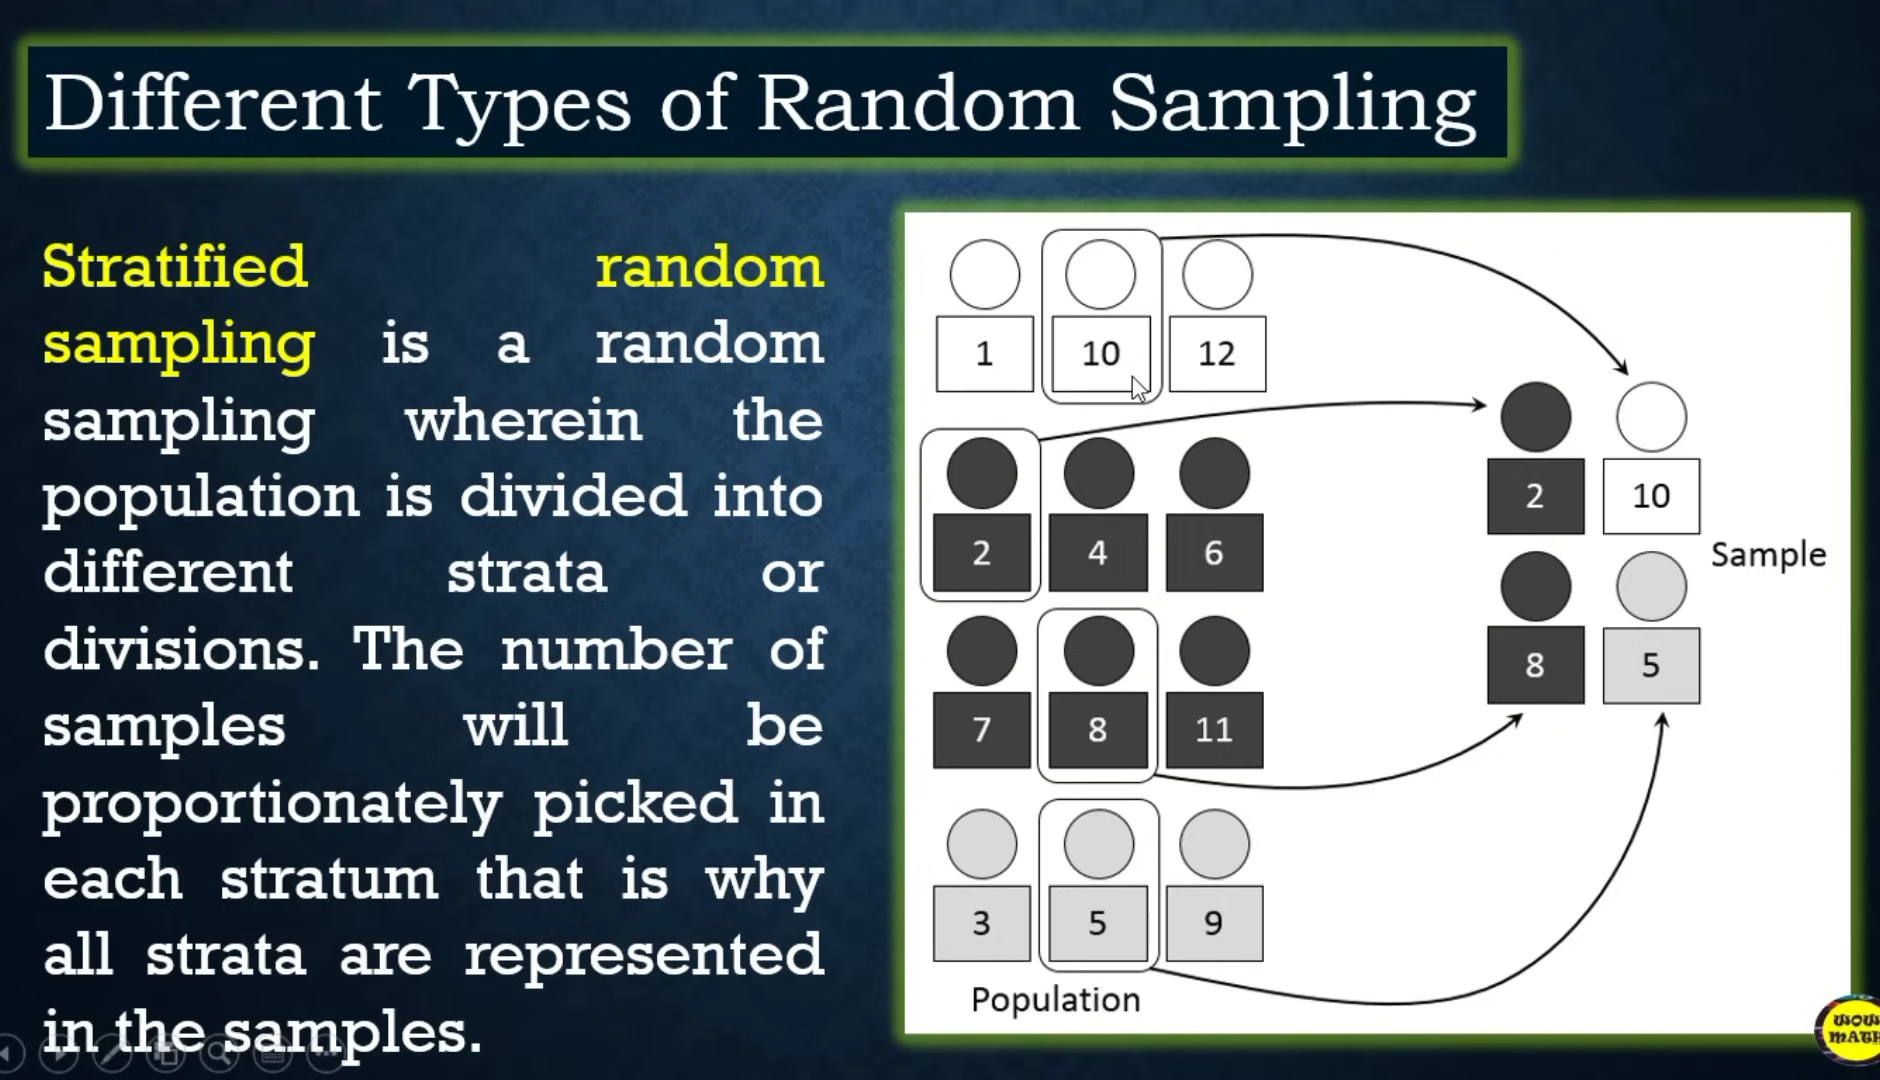 Different Types of Random Sampling
Stratified random
sampling is a random
sampling wherein the
population is divided into
different strata or
divisions. The number of
samples will be
proportionately picked in
each stratum that is why
all strata are represented
in the samples.
1 10 12
2 4 6
7 8 11
3 5 9
Population
2 10
8 5
Sample
WOW
MATH